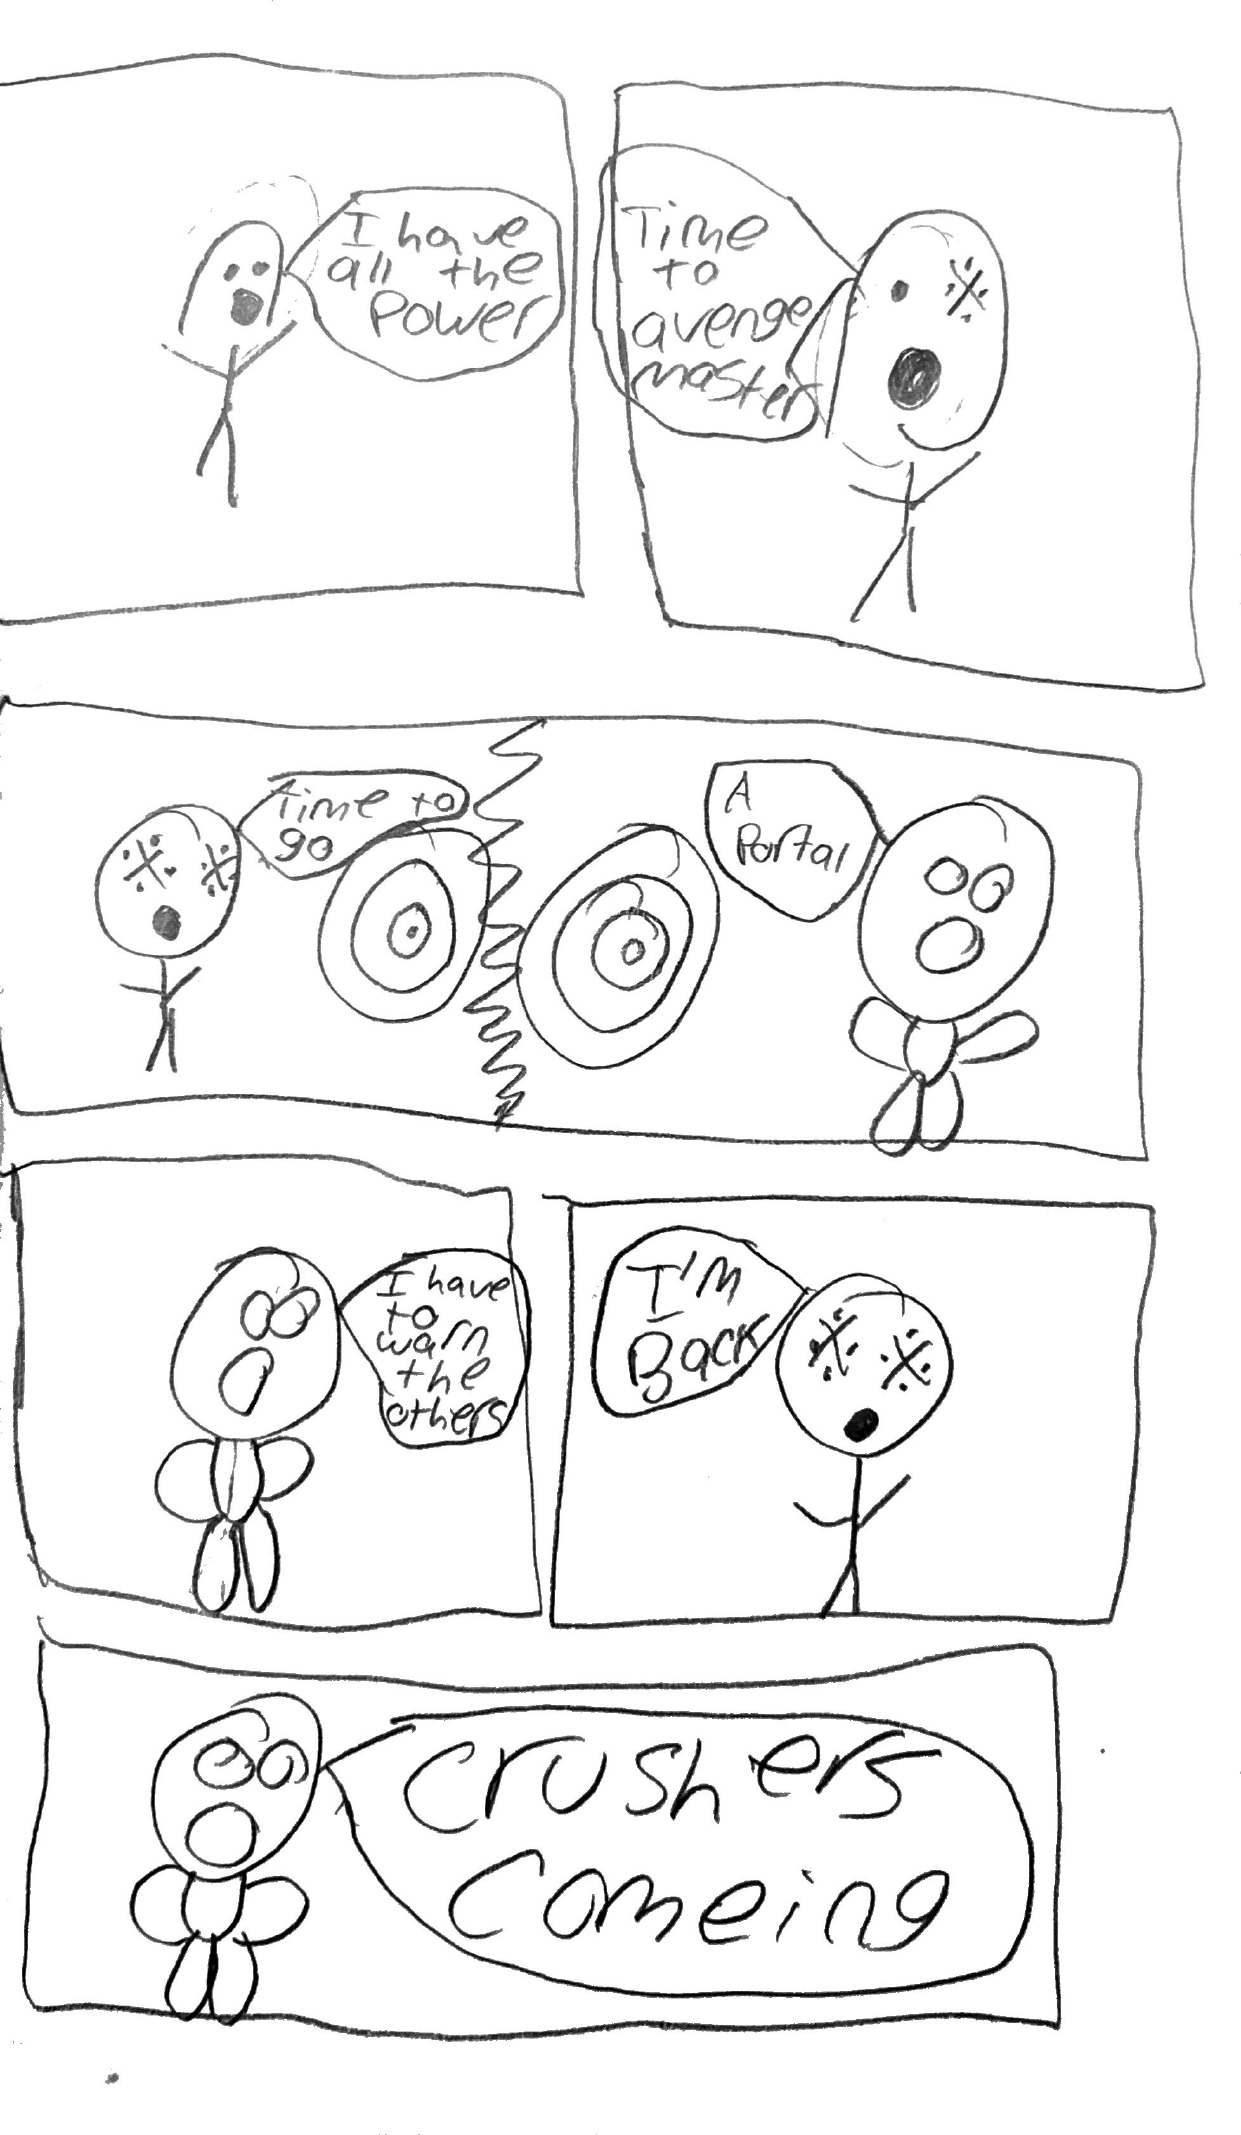 I have
all the
Power
Time
to
avenge
master
time to
go
A
Portal
I have
to
warn
the
others
I'M
Back
crushers
comeing